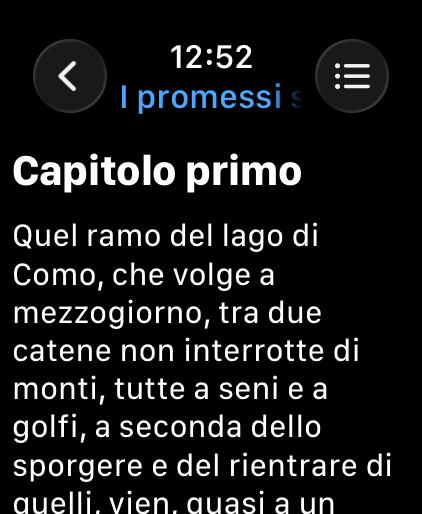 12:52
I promessi
Capitolo primo
Quel ramo del lago di
Como, che volge a
mezzogiorno, tra due
catene non interrotte di
monti, tutte a seni e a
golfi, a seconda dello
sporgere e del rientrare di
quelli, vien, quasi a un